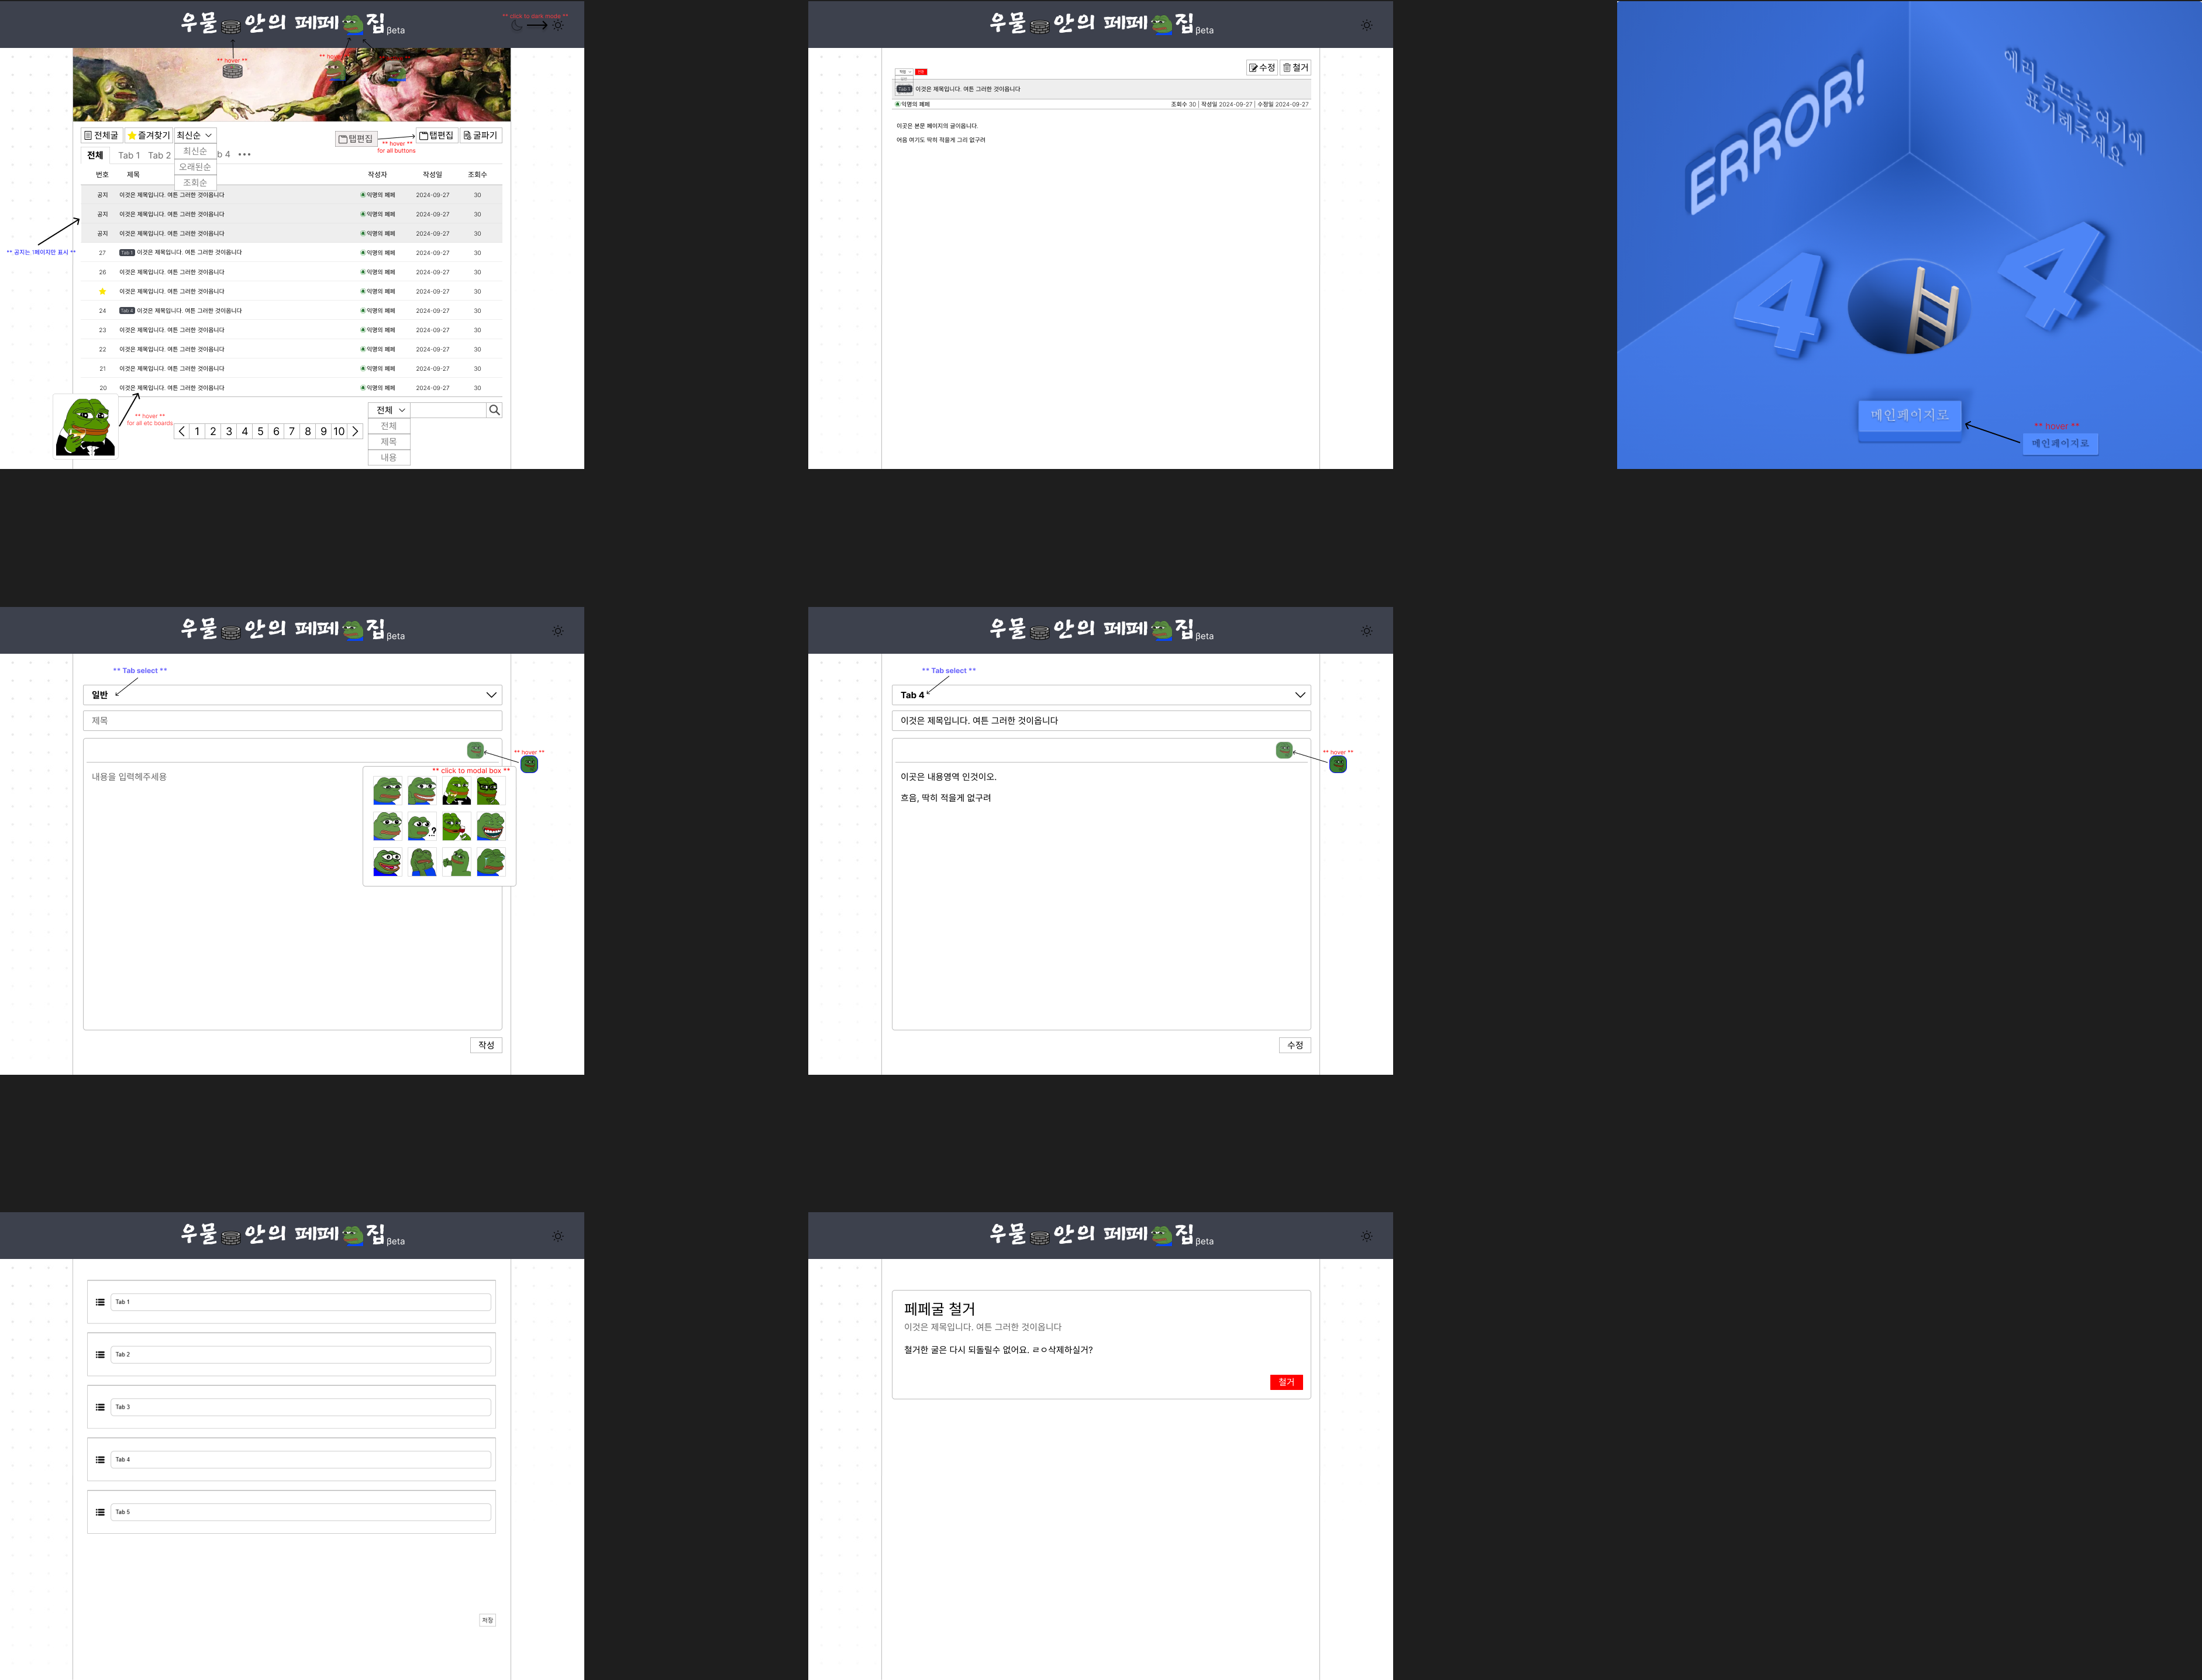 우물 안의 페페 집 βeta
** click to dark mode **
** hover **
전체굴 즐겨찾기 최신순
최신순
오래된순
조회순
탭편집
** hover **
for all buttons
탭편집 굴파기
전체 Tab 1 Tab 2 b 4 •••
번호 제목 작성자 작성일 조회수
공지 이것은 제목입니다. 여튼 그러한 것이옵니다 익명의 페페 2024-09-27 30
공지 이것은 제목입니다. 여튼 그러한 것이옵니다 익명의 페페 2024-09-27 30
공지 이것은 제목입니다. 여튼 그러한 것이옵니다 익명의 페페 2024-09-27 30
** 공지는 1페이지만 표시 **
27 Tab 1 이것은 제목입니다. 여튼 그러한 것이옵니다 익명의 페페 2024-09-27 30
26 이것은 제목입니다. 여튼 그러한 것이옵니다 익명의 페페 2024-09-27 30
이것은 제목입니다. 여튼 그러한 것이옵니다 익명의 페페 2024-09-27 30
24 Tab 4 이것은 제목입니다. 여튼 그러한 것이옵니다 익명의 페페 2024-09-27 30
23 이것은 제목입니다. 여튼 그러한 것이옵니다 익명의 페페 2024-09-27 30
22 이것은 제목입니다. 여튼 그러한 것이옵니다 익명의 페페 2024-09-27 30
21 이것은 제목입니다. 여튼 그러한 것이옵니다 익명의 페페 2024-09-27 30
20 이것은 제목입니다. 여튼 그러한 것이옵니다 익명의 페페 2024-09-27 30
** hover **
for all etc boards
1 2 3 4 5 6 7 8 9 10
전체
전체
제목
내용
우물 안의 페페 집 βeta
수정 철거
Tab 1 이것은 제목입니다. 여튼 그러한 것이옵니다
익명의 페페 조회수 30 | 작성일 2024-09-27 | 수정일 2024-09-27
이곳은 본문 페이지의 글이옵니다.
어음 여기도 딱히 적을게 그리 없구려
ERROR!
에러 코드는 여기에
표기해주세요
4 4
메인페이지로
** hover **
메인페이지로
우물 안의 페페 집 βeta
** Tab select **
일반
제목
** hover **
** click to modal box **
내용을 입력해주세용
...?
작성
우물 안의 페페 집 βeta
** Tab select **
Tab 4
이것은 제목입니다. 여튼 그러한 것이옵니다
** hover **
이곳은 내용영역 인것이오.
흐음, 딱히 적을게 없구려
수정
우물 안의 페페 집 βeta
Tab 1
Tab 2
Tab 3
Tab 4
Tab 5
저장
우물 안의 페페 집 βeta
페페굴 철거
이것은 제목입니다. 여튼 그러한 것이옵니다
철거한 굴은 다시 되돌릴수 없어요. ㄹㅇ삭제하실거?
철거